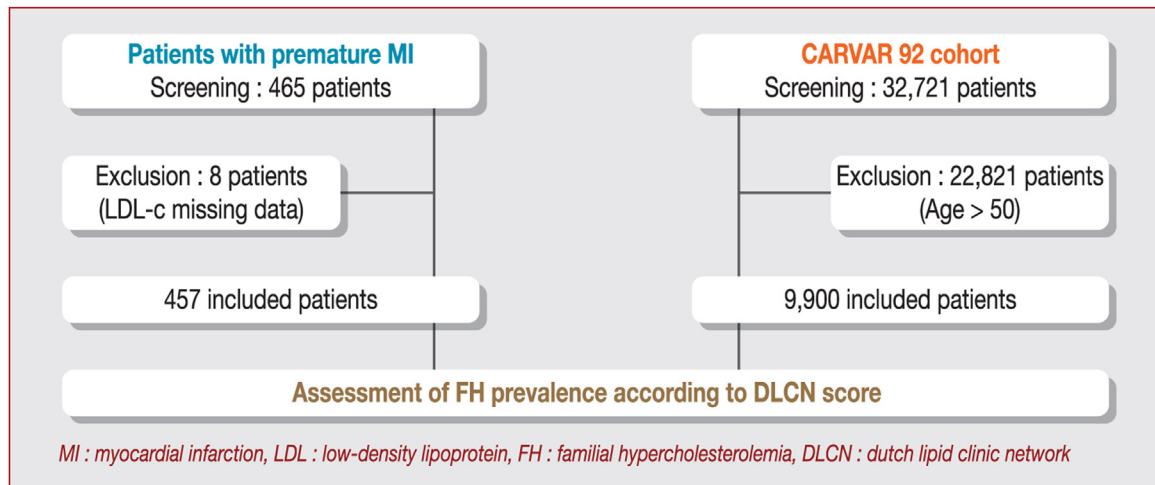 Patients with premature MI
Screening : 465 patients
CARVAR 92 cohort
Screening : 32,721 patients
Exclusion : 8 patients
(LDL-c missing data)
Exclusion : 22,821 patients
(Age > 50)
457 included patients
9,900 included patients
Assessment of FH prevalence according to DLCN score
MI : myocardial infarction, LDL : low-density lipoprotein, FH : familial hypercholesterolemia, DLCN : dutch lipid clinic network